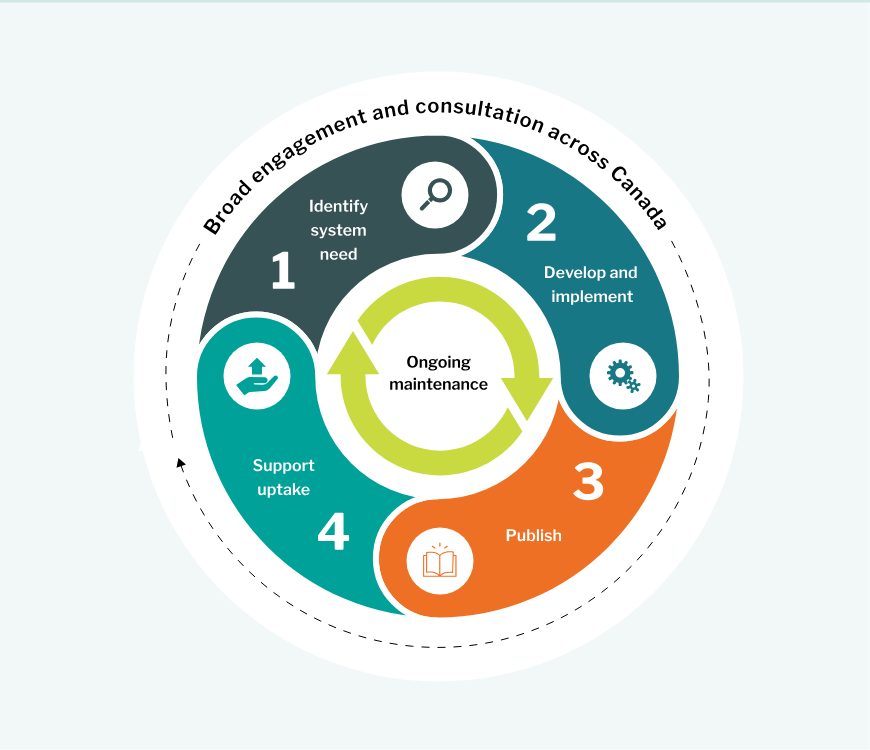 Broad engagement and consultation across Canada
1
Identify
system
need
2
Develop and
implement
3
Publish
4
Support
uptake
Ongoing
maintenance